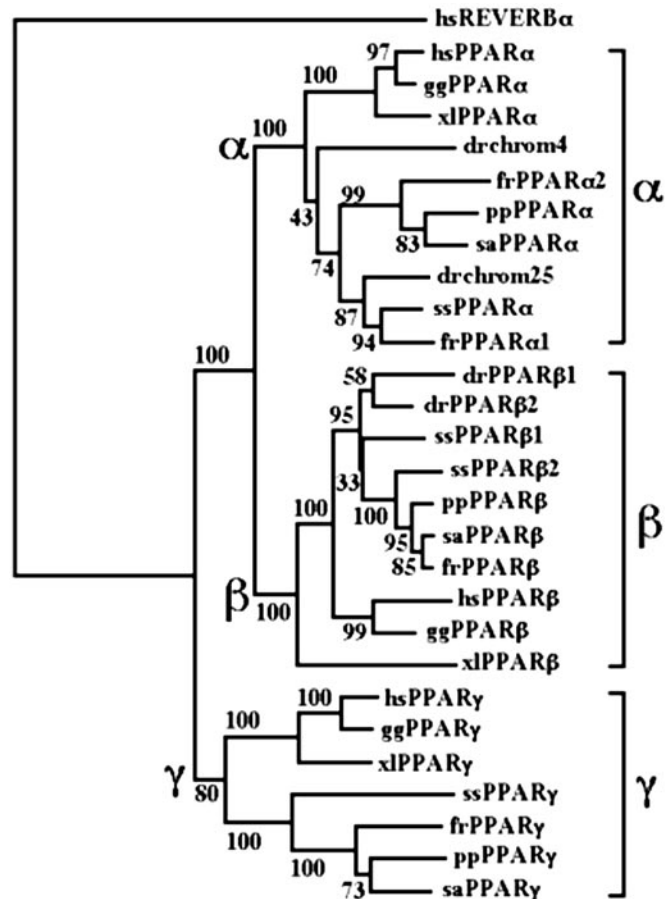 hsREVERBα
97 hsPPARα
100 ggPPARα
100 xlPPARα
α drchrom4 α
99 frPPARα2
43 ppPPARα
83 saPPARα
74 drchrom25
87 ssPPARα
94 frPPARα1
100
58 drPPARβ1
95 drPPARβ2
ssPPARβ1
33 ssPPARβ2
100 100 ppPPARβ β
95 saPPARβ
85 frPPARβ
β 100 hsPPARβ
99 ggPPARβ
xlPPARβ
100 hsPPARγ
100 ggPPARγ
xlPPARγ
γ 80 ssPPARγ γ
100 frPPARγ
100 ppPPARγ
73 saPPARγ